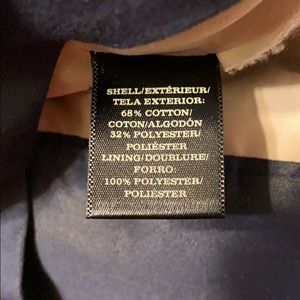 SHELL/EXTÉRIEUR/
TELA EXTERIOR:
68% COTTON/
COTON/ALGODÓN
32% POLYESTER/
POLIÉSTER
LINING/DOUBLURE/
FORRO:
100% POLYESTER/
POLIÉSTER